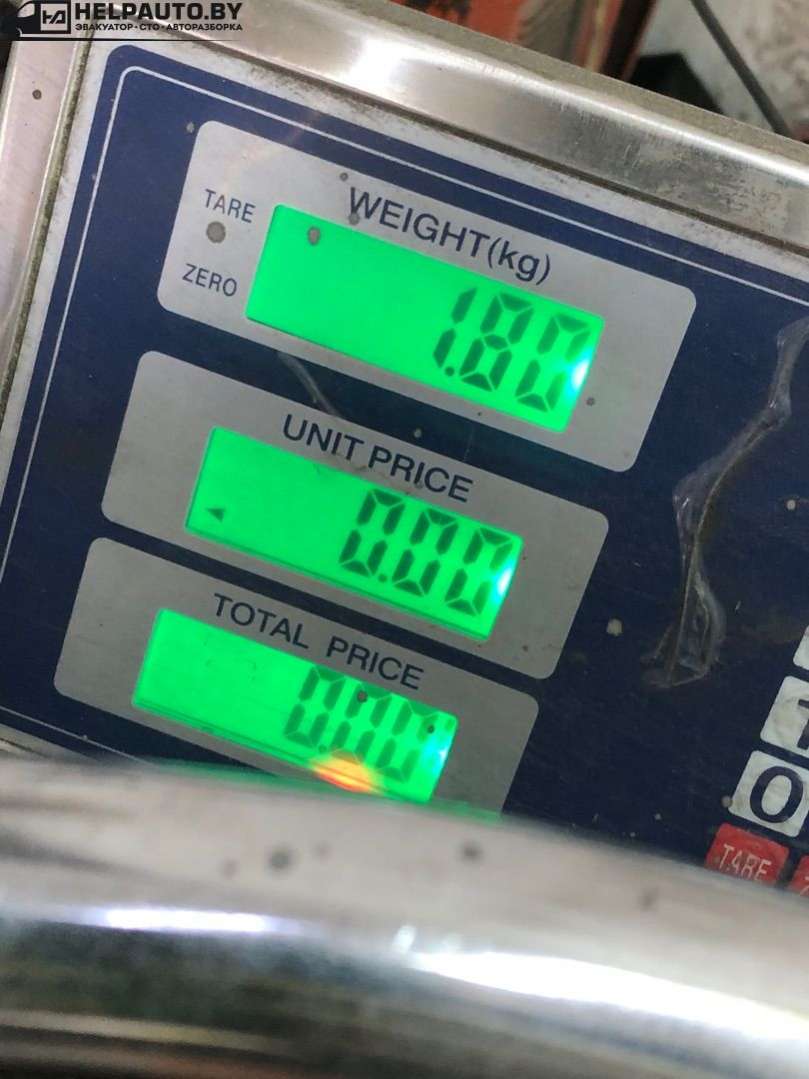 HELPAUTO.BY
ЭВАКУАТОР • СТО • АВТОРАЗБОРКА
WEIGHT(kg)
TARE
ZERO
1.80
UNIT PRICE
0.00
TOTAL PRICE
0.00
0
TARE